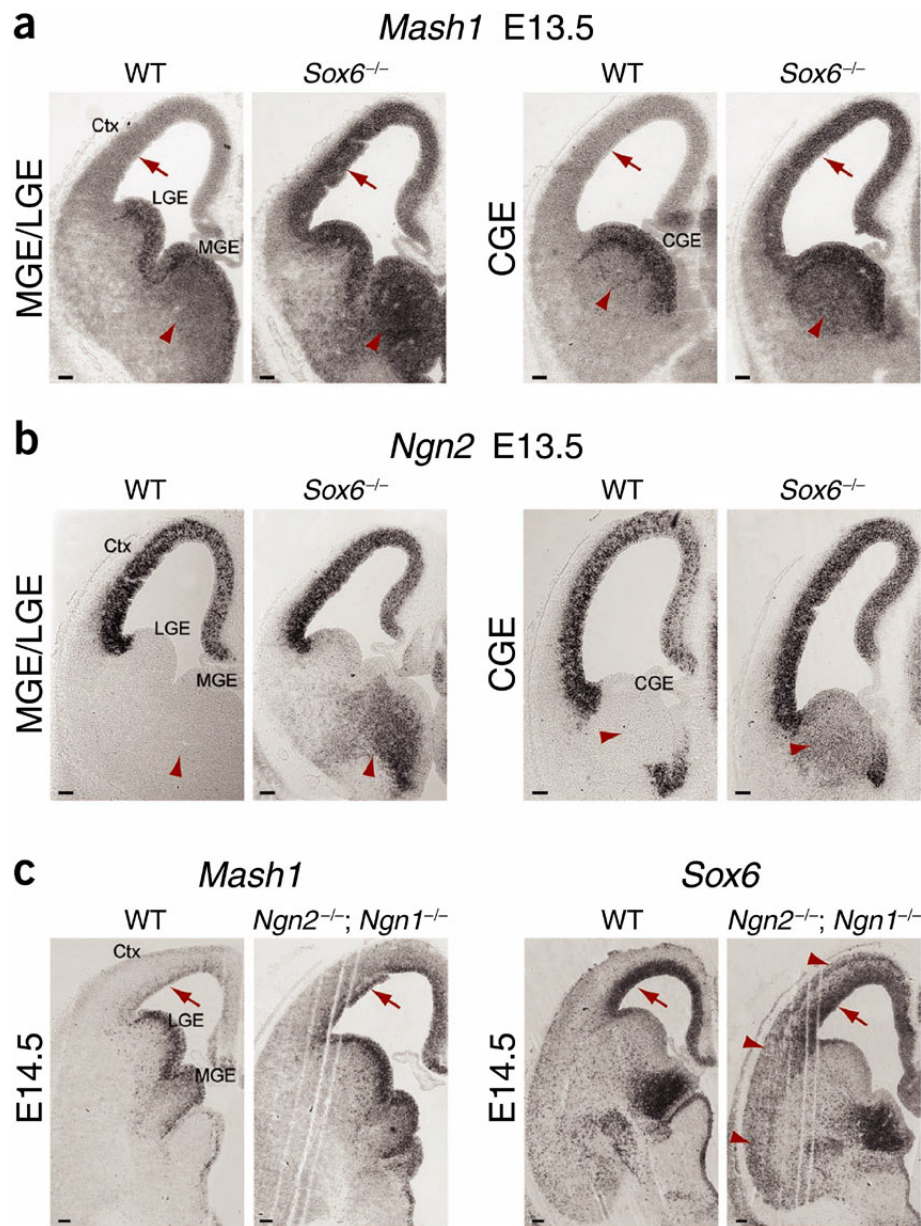 a
Mash1 E13.5
WT Sox6–/– WT Sox6–/–
MGE/LGE
Ctx
LGE
MGE
CGE
CGE
b
Ngn2 E13.5
WT Sox6–/– WT Sox6–/–
MGE/LGE
Ctx
LGE
MGE
CGE
CGE
c
Mash1 Sox6
WT Ngn2–/–; Ngn1–/– WT Ngn2–/–; Ngn1–/–
E14.5
Ctx
LGE
MGE
E14.5